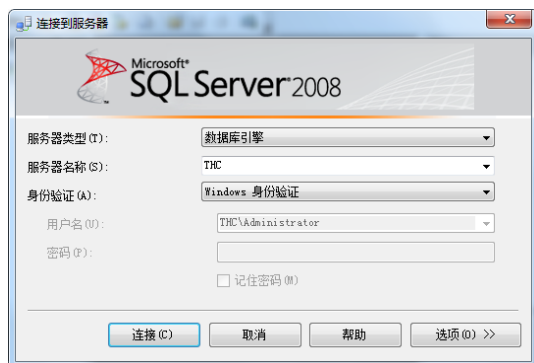 连接到服务器
Microsoft®
SQL Server®2008
服务器类型(T): 数据库引擎
服务器名称(S): THC
身份验证(A): Windows 身份验证
用户名(U): THC\Administrator
密码(P):
记住密码(M)
连接(C) 取消 帮助 选项(O) >>